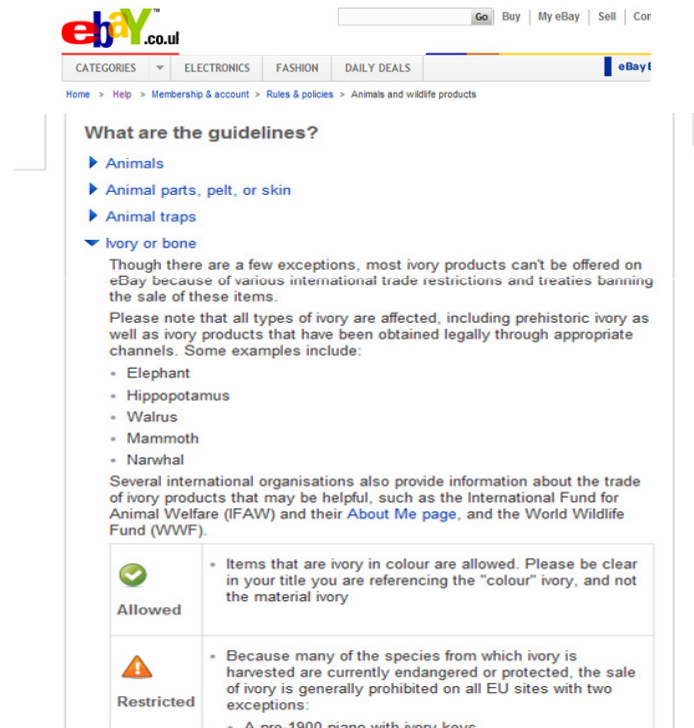 ebaY™.co.ul
Go Buy My eBay Sell Cor
CATEGORIES ELECTRONICS FASHION DAILY DEALS eBay E
Home > Help > Membership & account > Rules & policies > Animals and wildlife products
What are the guidelines?
Animals
Animal parts, pelt, or skin
Animal traps
Ivory or bone
Though there are a few exceptions, most ivory products can't be offered on
eBay because of various international trade restrictions and treaties banning
the sale of these items.
Please note that all types of ivory are affected, including prehistoric ivory as
well as ivory products that have been obtained legally through appropriate
channels. Some examples include:
• Elephant
• Hippopotamus
• Walrus
• Mammoth
• Narwhal
Several international organisations also provide information about the trade
of ivory products that may be helpful, such as the International Fund for
Animal Welfare (IFAW) and their About Me page, and the World Wildlife
Fund (WWF).
• Items that are ivory in colour are allowed. Please be clear
in your title you are referencing the "colour" ivory, and not
the material ivory
Allowed
• Because many of the species from which ivory is
harvested are currently endangered or protected, the sale
of ivory is generally prohibited on all EU sites with two
exceptions:
Restricted
• A pre-1900 piano with ivory keys